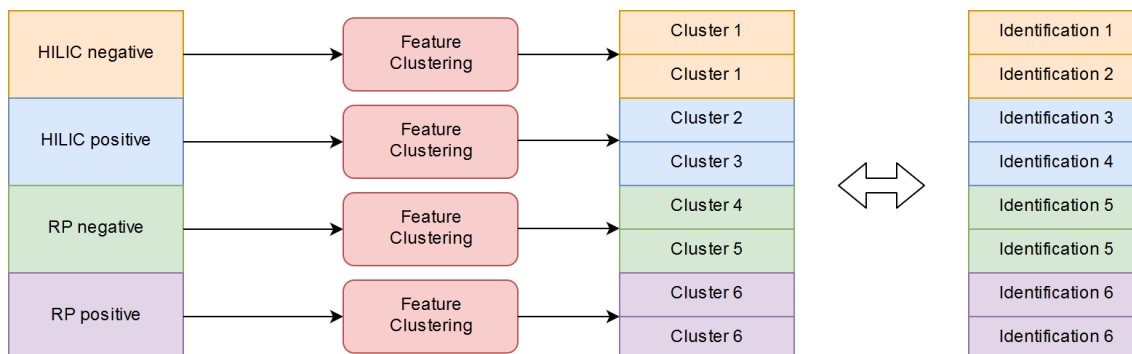 HILIC negative
Feature
Clustering
Cluster 1
Cluster 1
Identification 1
Identification 2
HILIC positive
Feature
Clustering
Cluster 2
Cluster 3
Identification 3
Identification 4
RP negative
Feature
Clustering
Cluster 4
Cluster 5
Identification 5
Identification 5
RP positive
Feature
Clustering
Cluster 6
Cluster 6
Identification 6
Identification 6